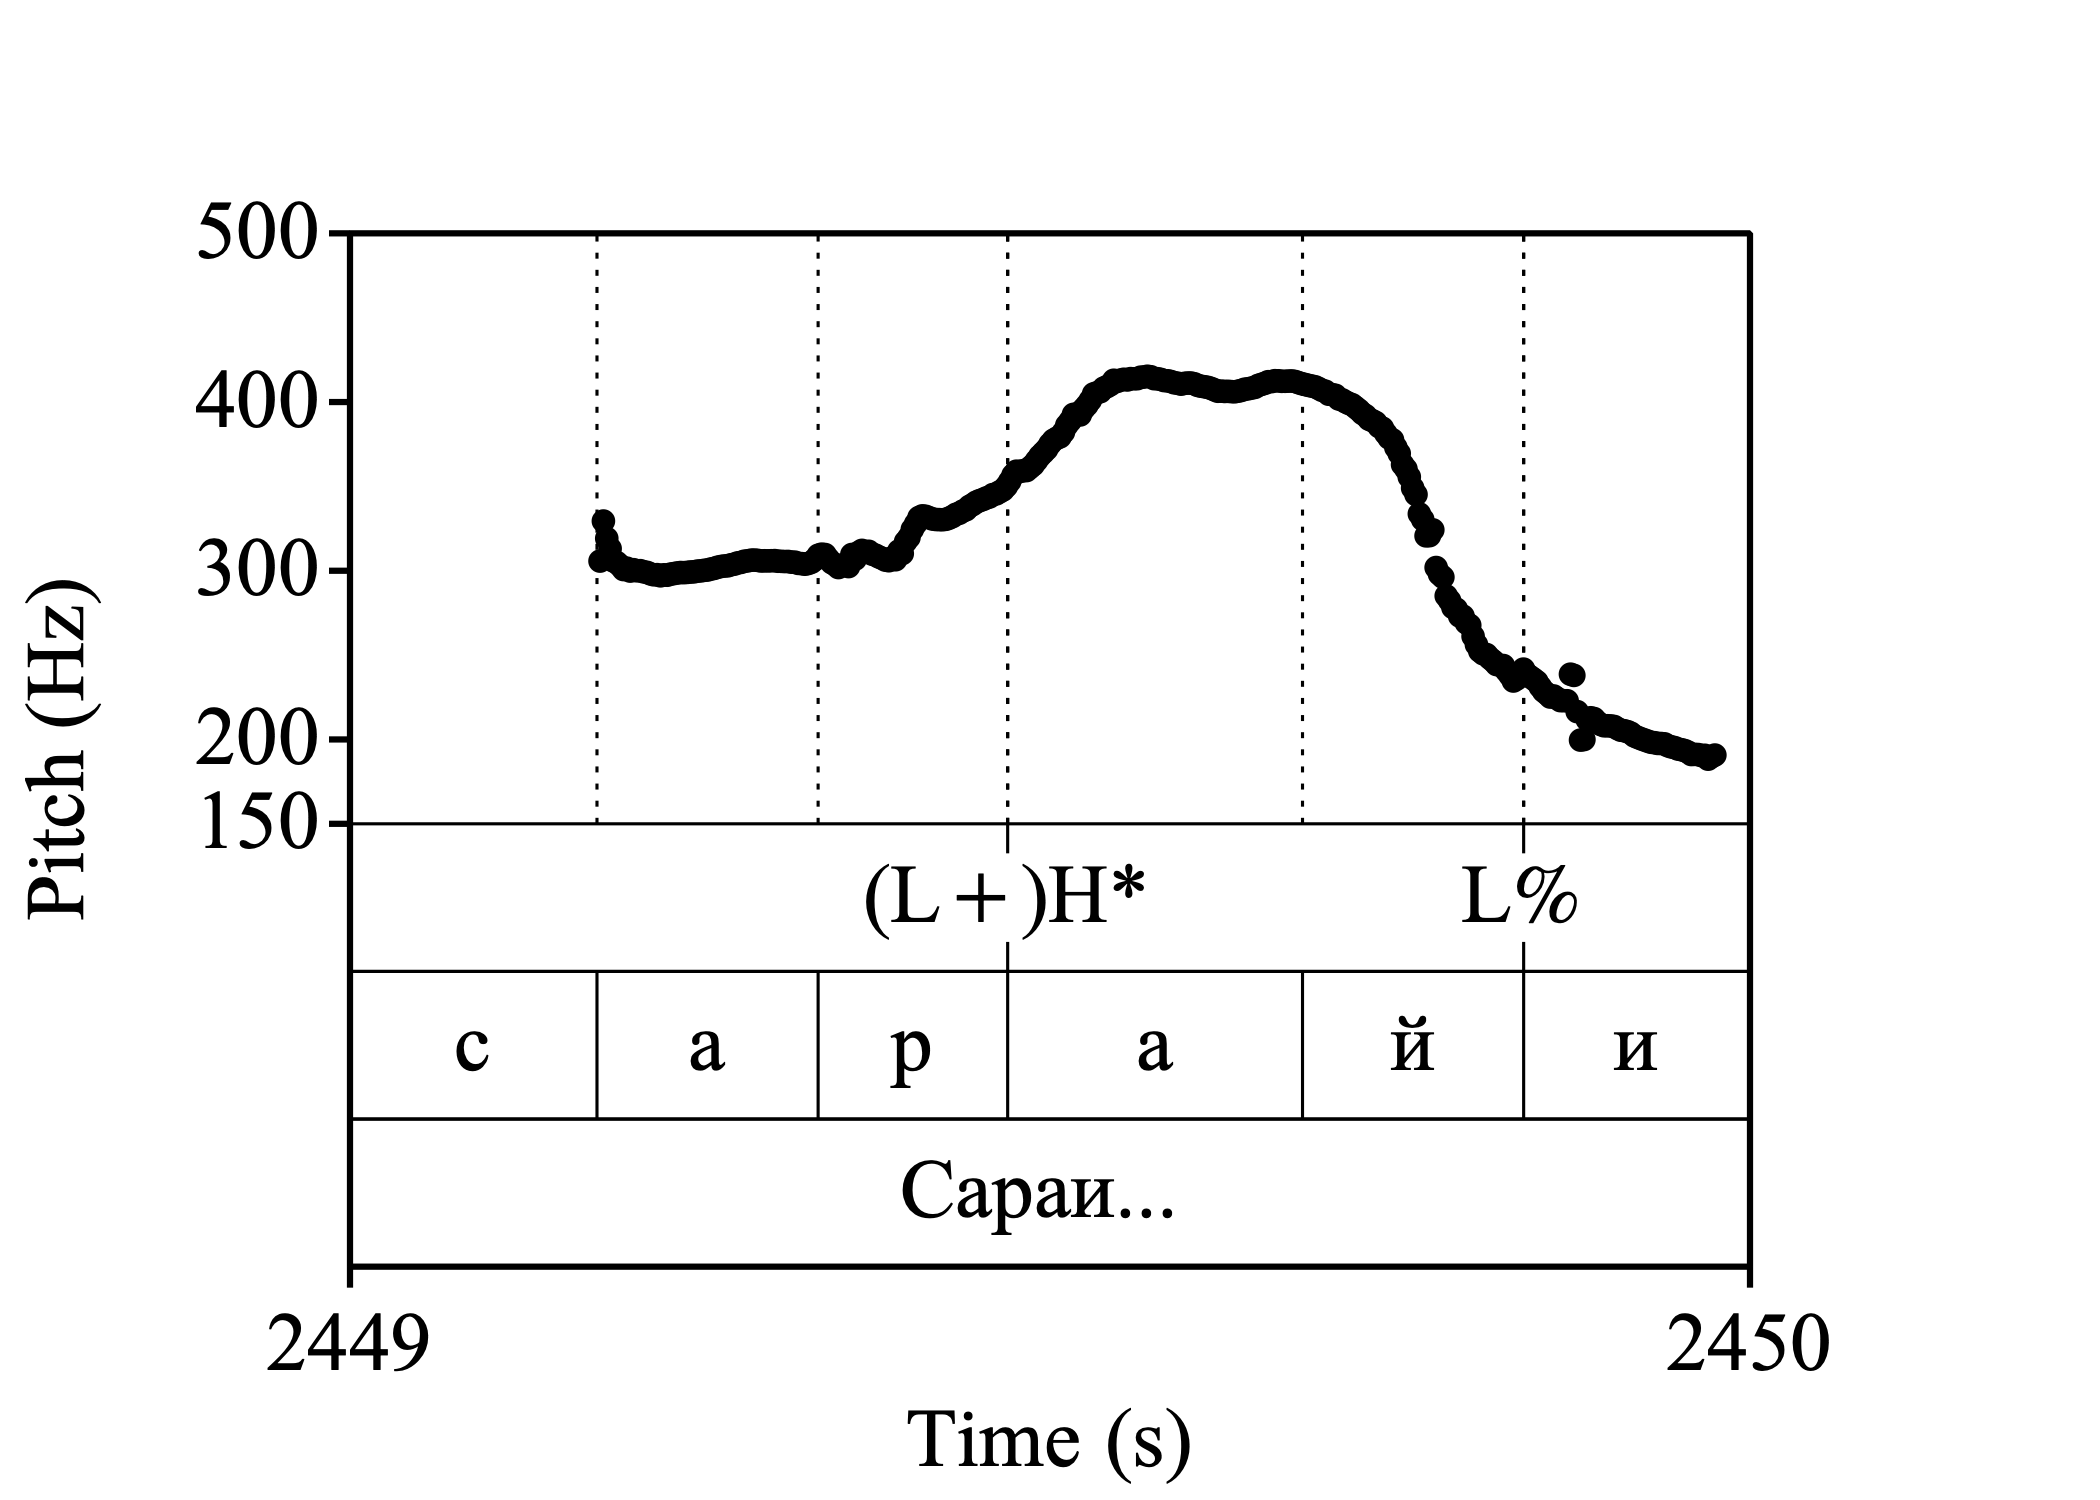 500
400
300
200
150
Pitch (Hz)
(L+)H* L%
с а р а й и
Сараи...
2449 2450
Time (s)